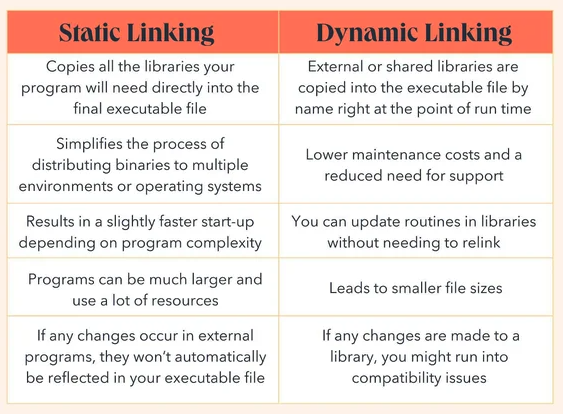 Static Linking
Dynamic Linking
Copies all the libraries your
program will need directly into the
final executable file
External or shared libraries are
copied into the executable file by
name right at the point of run time
Simplifies the process of
distributing binaries to multiple
environments or operating systems
Lower maintenance costs and a
reduced need for support
Results in a slightly faster start-up
depending on program complexity
You can update routines in libraries
without needing to relink
Programs can be much larger and
use a lot of resources
Leads to smaller file sizes
If any changes occur in external
programs, they won’t automatically
be reflected in your executable file
If any changes are made to a
library, you might run into
compatibility issues